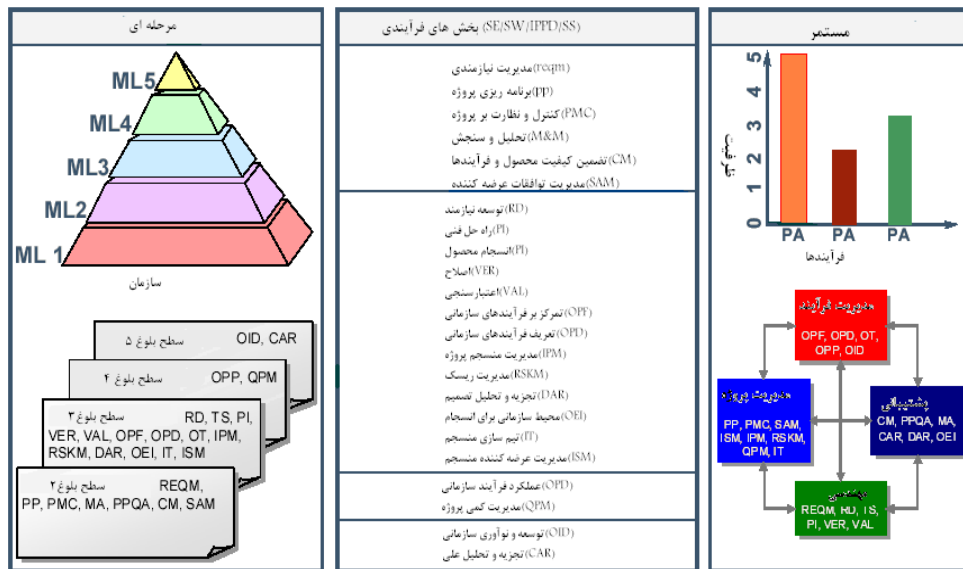 مرحله ای
ML5
ML4
ML3
ML2
ML 1
سازمان
سطح بلوغ ۵
OID, CAR
سطح بلوغ ۴
OPP, QPM
سطح بلوغ۳
RD, TS, PI,
VER, VAL, OPF, OPD, OT, IPM,
RSKM, DAR, OEI, IT, ISM
سطح بلوغ۲
REQM,
PP, PMC, MA, PPQA, CM, SAM
بخش های فرآیندی (SE/SW/IPPD/SS)
مدیریت نیازمندی(reqm)
برنامه ریزی پروژه(pp)
کنترل و نظارت بر پروژه(PMC)
تحلیل و سنجش(M&M)
تضمین کیفیت محصول و فرآیندها(CM)
مدیریت توافقات عرضه کننده(SAM)
توسعه نیازمند(RD)
راه حل فنی(PI)
انسجام محصول(PI)
اصلاح(VER)
اعتبارسنجی(VAL)
تمرکز بر فرآیندهای سازمانی(OPF)
تعریف فرآیندهای سازمانی(OPD)
مدیریت منسجم پروژه(IPM)
مدیریت ریسک(RSKM)
تجزیه و تحلیل تصمیم(DAR)
محیط سازمانی برای انسجام(OEI)
تیم سازی منسجم(IT)
مدیریت عرضه کننده منسجم(ISM)
عملکرد فرآیند سازمانی(OPD)
مدیریت کمی پروژه(QPM)
توسعه و نوآوری سازمانی(OID)
تجزیه و تحلیل علی(CAR)
مستمر
ظرفیت
5
4
3
2
1
0
PA PA PA
فرآیندها
مدیریت فرآیند
OPF, OPD, OT,
OPP, OID
مدیریت پروژه
PP, PMC, SAM,
ISM, IPM, RSKM,
QPM, IT
پشتیبانی
CM, PPQA, MA,
CAR, DAR, OEI
مهندسی
REQM, RD, TS,
PI, VER, VAL